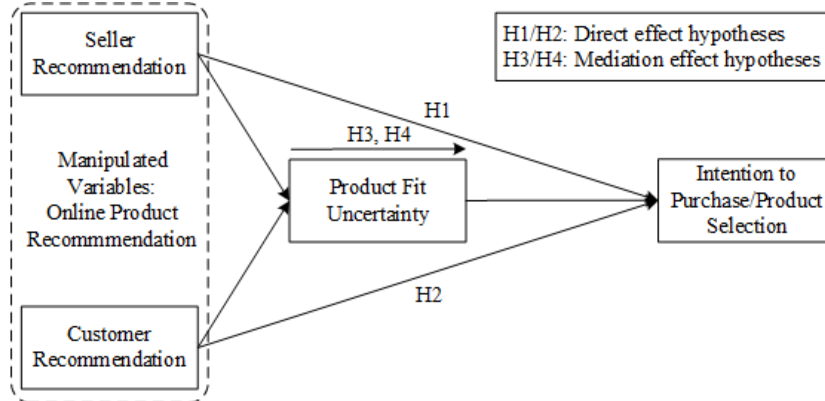 Seller
Recommendation
H1/H2: Direct effect hypotheses
H3/H4: Mediation effect hypotheses
H1
H3, H4
Manipulated
Variables:
Online Product
Recommmendation
Product Fit
Uncertainty
Intention to
Purchase/Product
Selection
H2
Customer
Recommendation